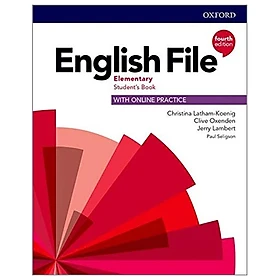 OXFORD
fourth
edition
English File
Elementary
Student's Book
WITH ONLINE PRACTICE
Christina Latham-Koenig
Clive Oxenden
Jerry Lambert
Paul Seligson